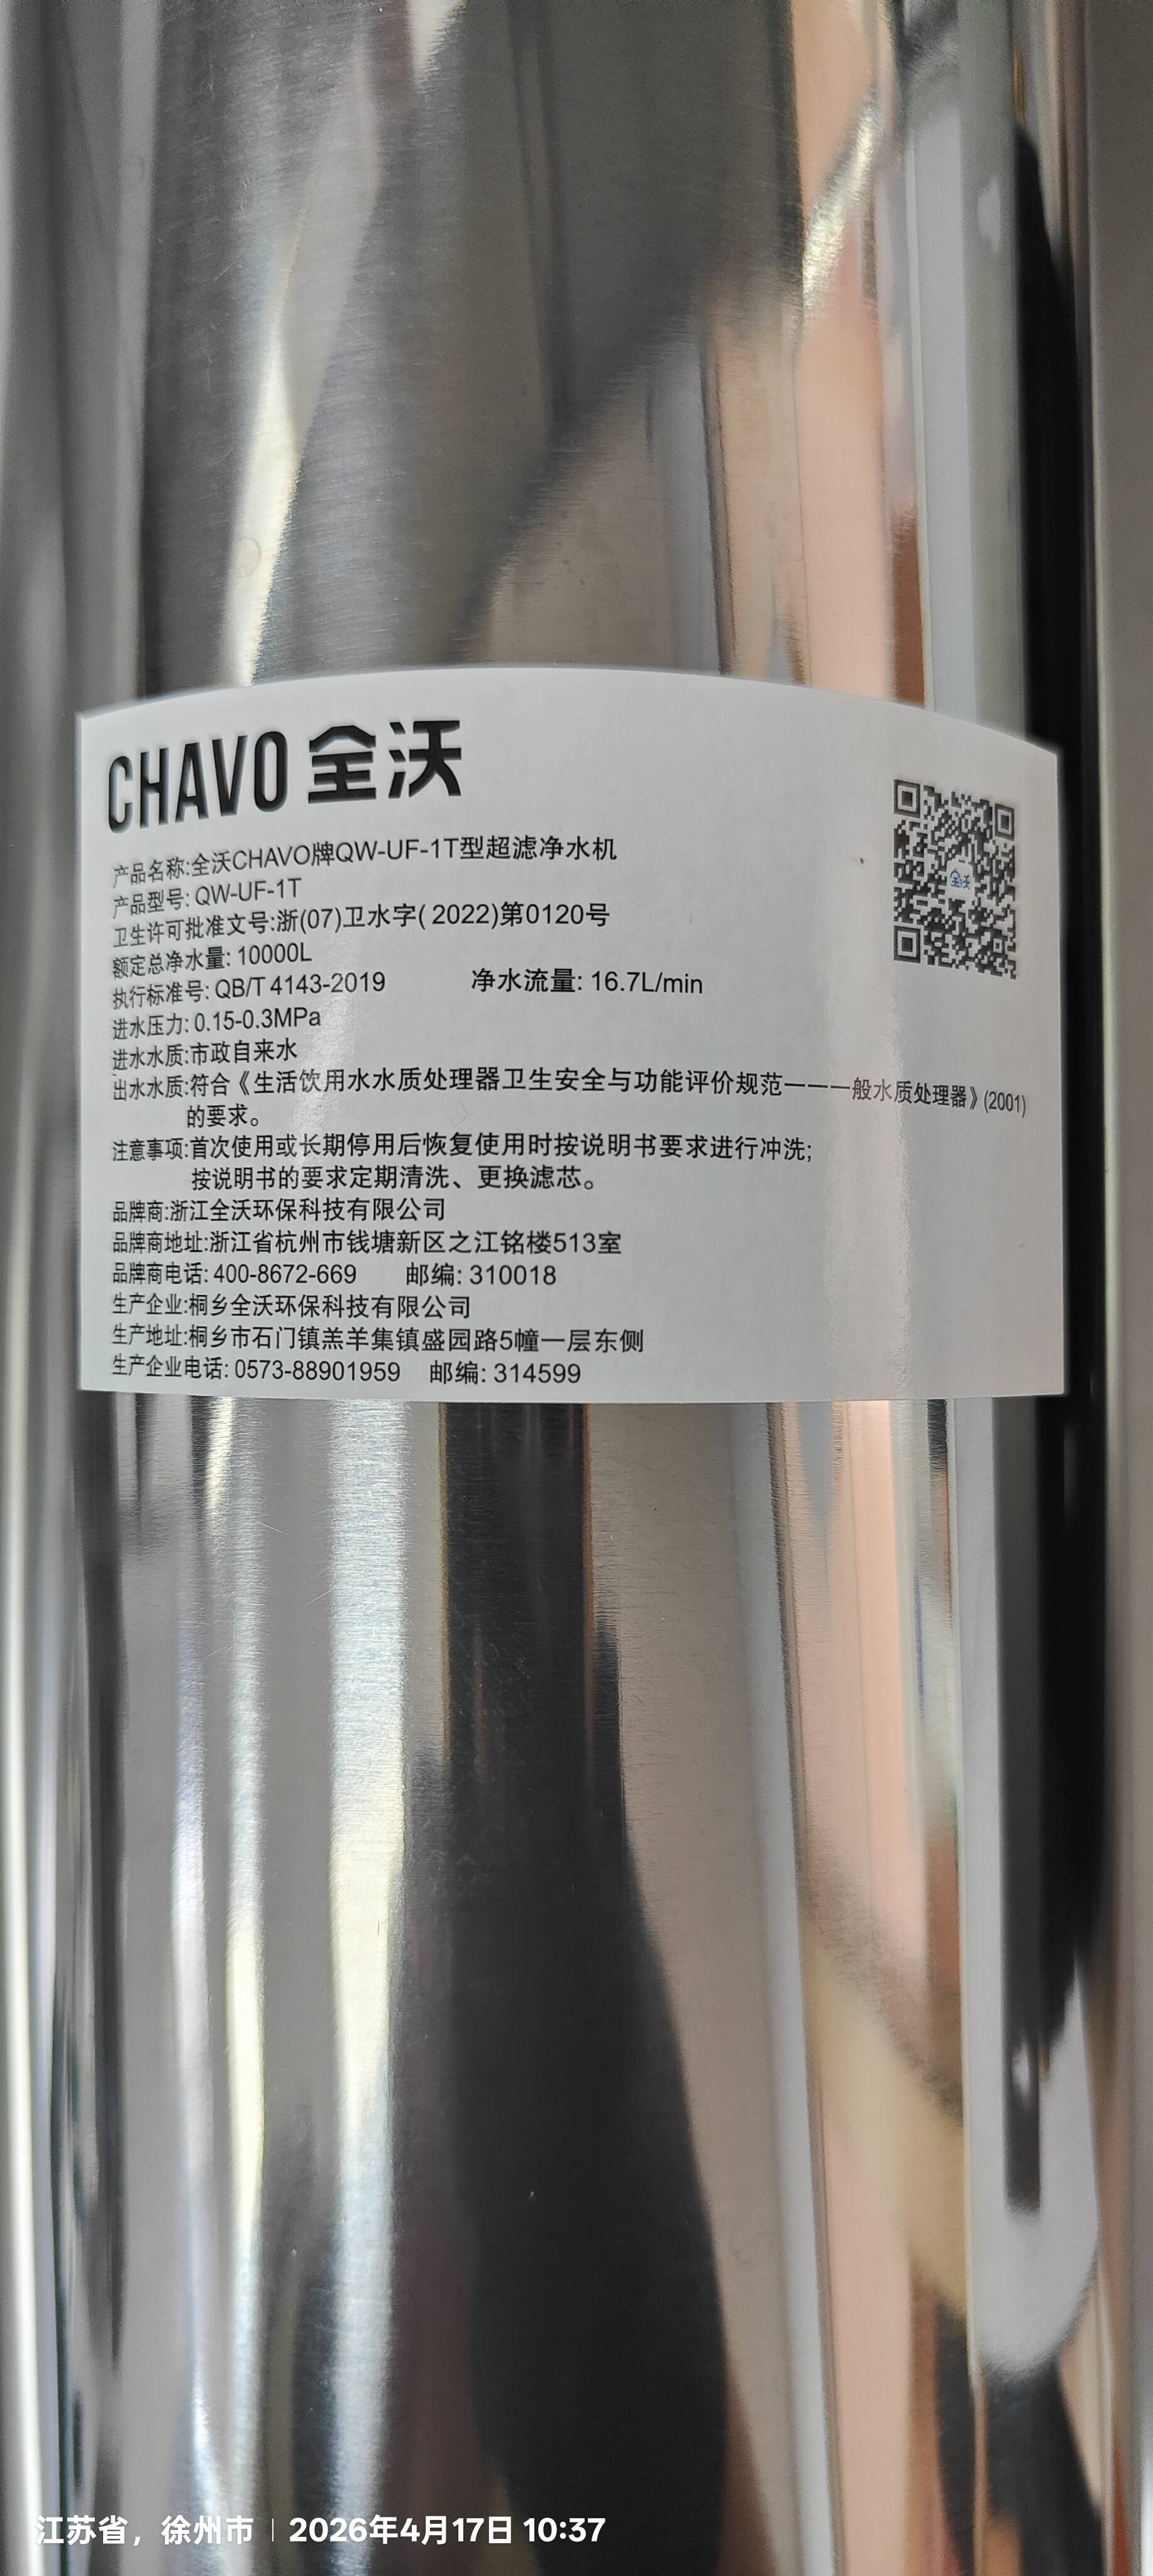 CHAVO 全沃
全沃
产品名称:全沃CHAVO牌QW-UF-1T型超滤净水机
产品型号: QW-UF-1T
卫生许可批准文号:浙(07)卫水字( 2022)第0120号
额定总净水量: 10000L
执行标准号: QB/T 4143-2019 净水流量: 16.7L/min
进水压力: 0.15-0.3MPa
进水水质:市政自来水
出水水质:符合《生活饮用水水质处理器卫生安全与功能评价规范——一般水质处理器》(2001)
的要求。
注意事项:首次使用或长期停用后恢复使用时按说明书要求进行冲洗;
按说明书的要求定期清洗、更换滤芯。
品牌商:浙江全沃环保科技有限公司
品牌商地址:浙江省杭州市钱塘新区之江铭楼513室
品牌商电话: 400-8672-669 邮编: 310018
生产企业:桐乡全沃环保科技有限公司
生产地址:桐乡市石门镇羔羊集镇盛园路5幢一层东侧
生产企业电话: 0573-88901959 邮编: 314599
江苏省，徐州市 | 2026年4月17日 10:37